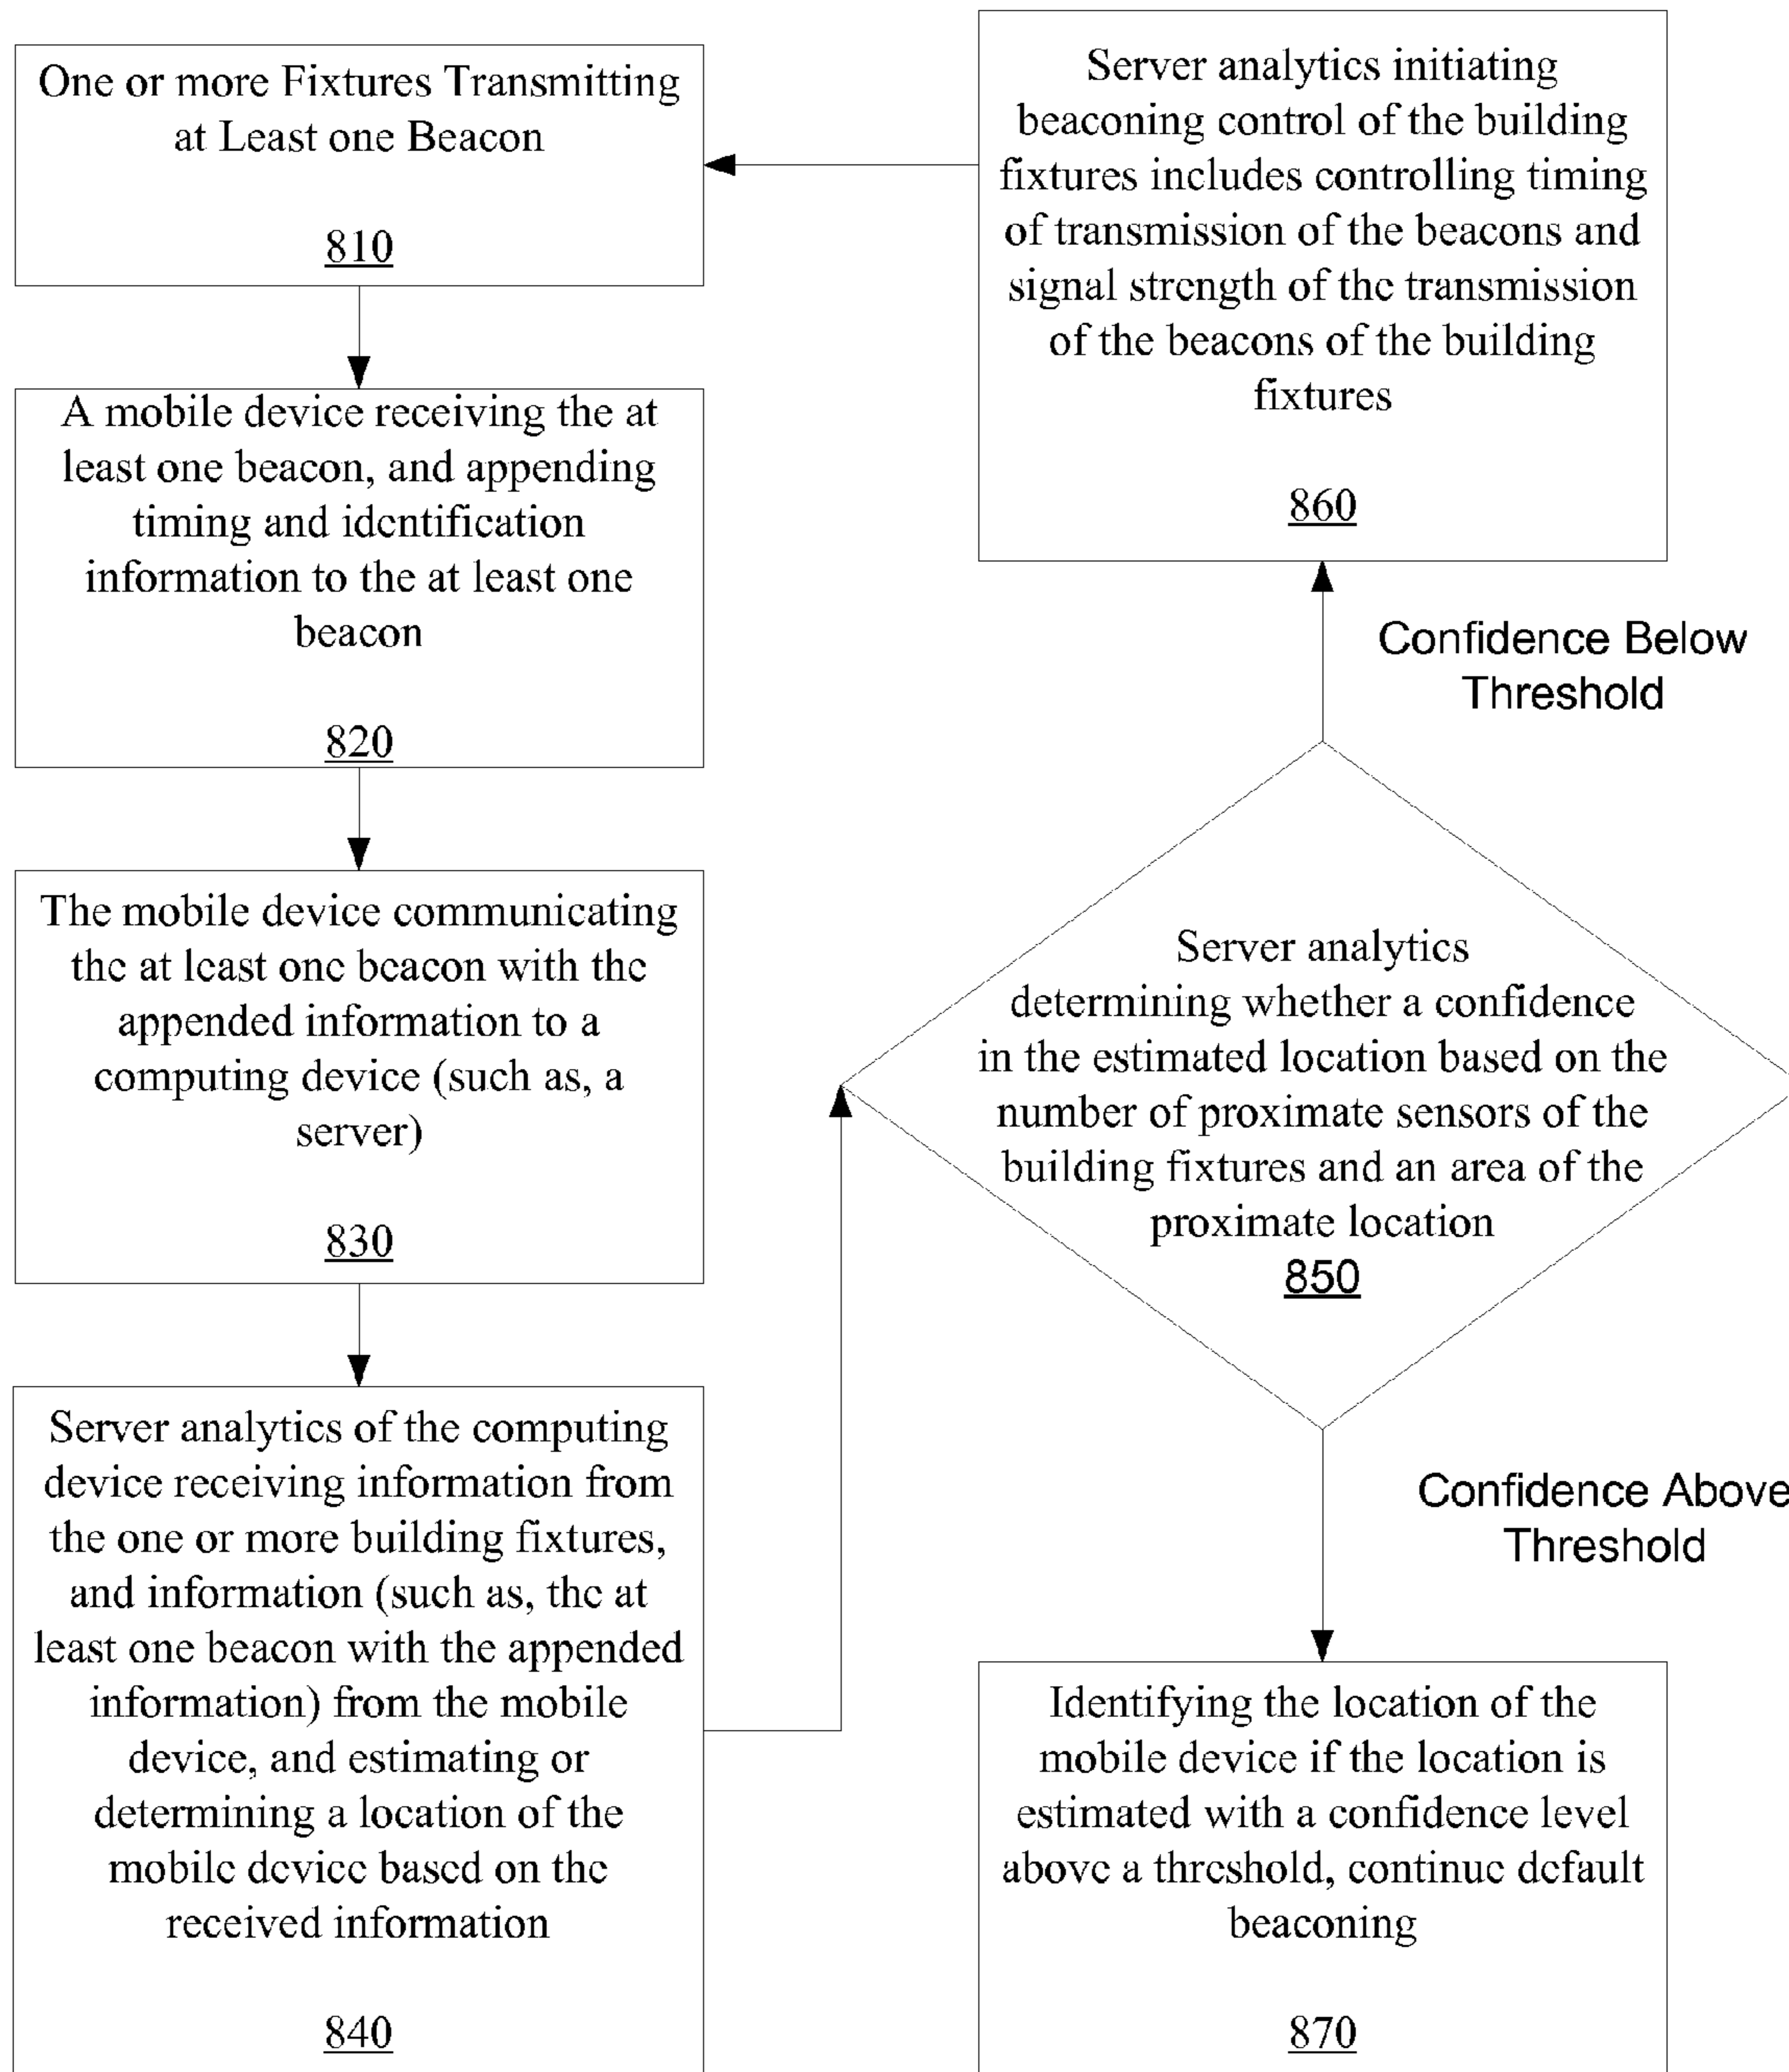 One or more Fixtures Transmitting
at Least one Beacon
810
A mobile device receiving the at
least one beacon, and appending
timing and identification
information to the at least one
beacon
820
The mobile device communicating
the at least one beacon with the
appended information to a
computing device (such as, a
server)
830
Server analytics of the computing
device receiving information from
the one or more building fixtures,
and information (such as, the at
least one beacon with the appended
information) from the mobile
device, and estimating or
determining a location of the
mobile device based on the
received information
840
Server analytics
determining whether a confidence
in the estimated location based on the
number of proximate sensors of the
building fixtures and an area of the
proximate location
850
Confidence Below
Threshold
Server analytics initiating
beaconing control of the building
fixtures includes controlling timing
of transmission of the beacons and
signal strength of the transmission
of the beacons of the building
fixtures
860
Confidence Above
Threshold
Identifying the location of the
mobile device if the location is
estimated with a confidence level
above a threshold, continue default
beaconing
870